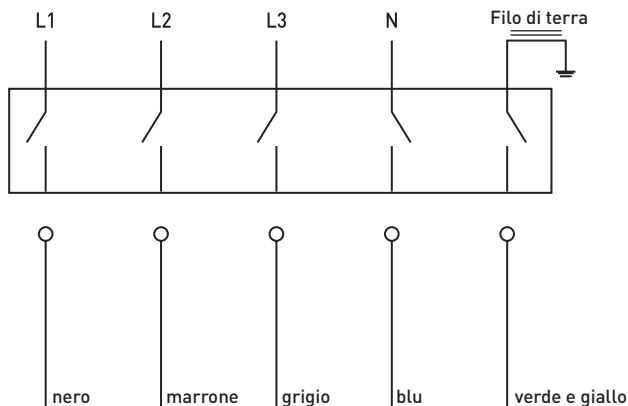 L1 L2 L3 N Filo di terra
nero marrone grigio blu verde e giallo